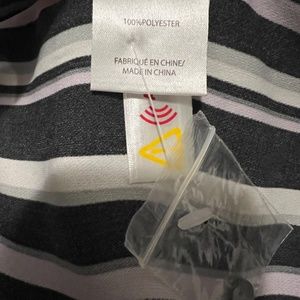 100%POLYESTER
FABRIQUÉ EN CHINE/
MADE IN CHINA